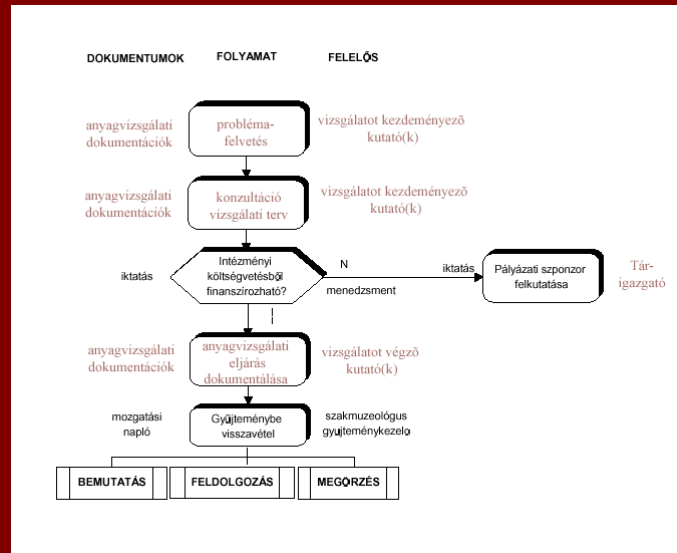 DOKUMENTUMOK FOLYAMAT FELELŐS
anyagvizsgálati
dokumentációk
probléma-
felvetés
vizsgálatot kezdeményező
kutató(k)
anyagvizsgálati
dokumentációk
konzultáció
vizsgálati terv
vizsgálatot kezdeményező
kutató(k)
iktatás
Intézményi
költségvetésből
finanszírozható?
N
menedzsment
iktatás
Pályázati szponzor
felkutatása
Tár-
igazgató
I
anyagvizsgálati
dokumentációk
anyagvizsgálati
eljárás
dokumentálása
vizsgálatot végző
kutató(k)
mozgatási
napló
Gyűjteménybe
visszavétel
szakmuzeológus
gyujteménykezelo
BEMUTATÁS FELDOLGOZÁS MEGŐRZÉS